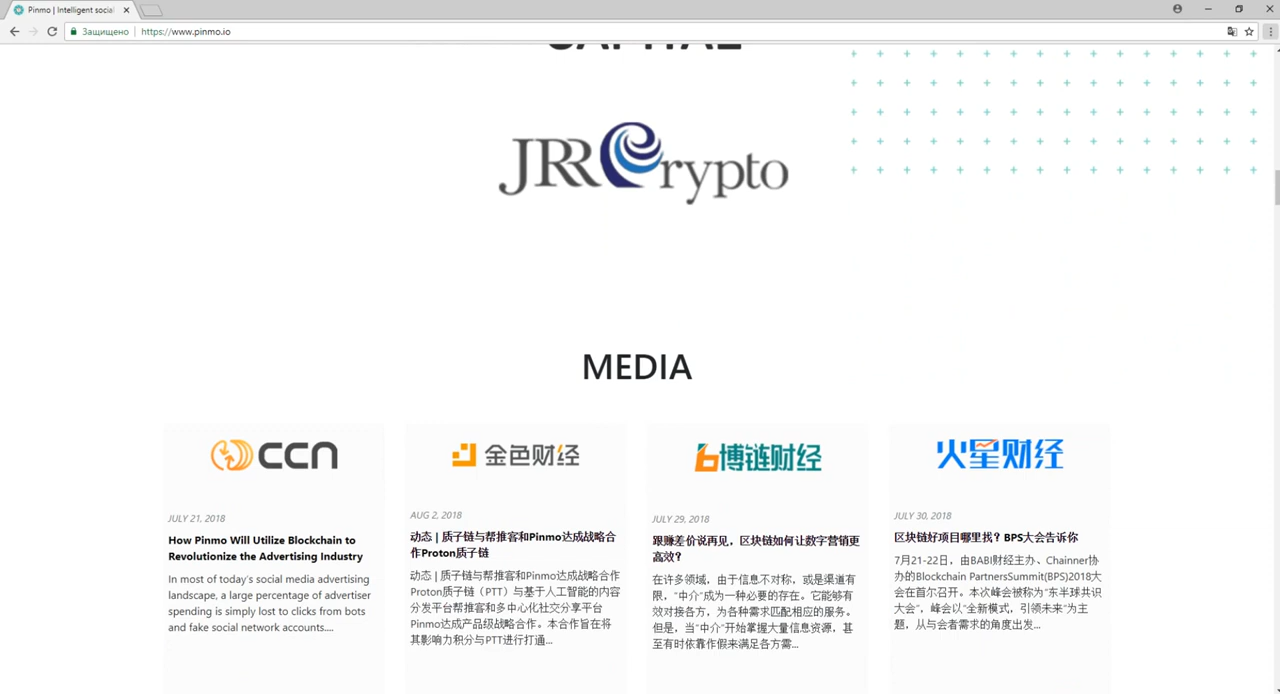 Pinmo | Intelligent social
Защищено
https://www.pinmo.io
CAPITAL
JRR Crypto
MEDIA
CCN
JULY 21, 2018
How Pinmo Will Utilize Blockchain to
Revolutionize the Advertising Industry
In most of today's social media advertising
landscape, a large percentage of advertiser
spending is simply lost to clicks from bots
and fake social network accounts....
金色财经
AUG 2, 2018
动态 | 质子链与帮推客和Pinmo达成战略合
作Proton质子链
动态 | 质子链与帮推客和Pinmo达成战略合作
Proton质子链（PTT）与基于人工智能的内容
分发平台帮推客和多中心化社交分享平台
Pinmo达成产品级战略合作。本合作旨在将
其影响力积分与PTT进行打通...
博链财经
JULY 29, 2018
跟赚差价说再见，区块链如何让数字营销更
高效？
在许多领域，由于信息不对称，或是渠道有
限，“中介”成为一种必要的存在。它能够有
效对接各方，为各种需求匹配相应的服务。
但是，当“中介”开始掌握大量信息资源，甚
至有时依靠作假来满足各方需...
火星财经
JULY 30, 2018
区块链好项目哪里找？BPS大会告诉你
7月21-22日，由BABI财经主办、Chainner协
办的Blockchain PartnersSummit(BPS)2018大
会在首尔召开。本次峰会被称为“东半球共识
大会”，峰会以“全新模式，引领未来”为主
题，从与会者需求的角度出发...